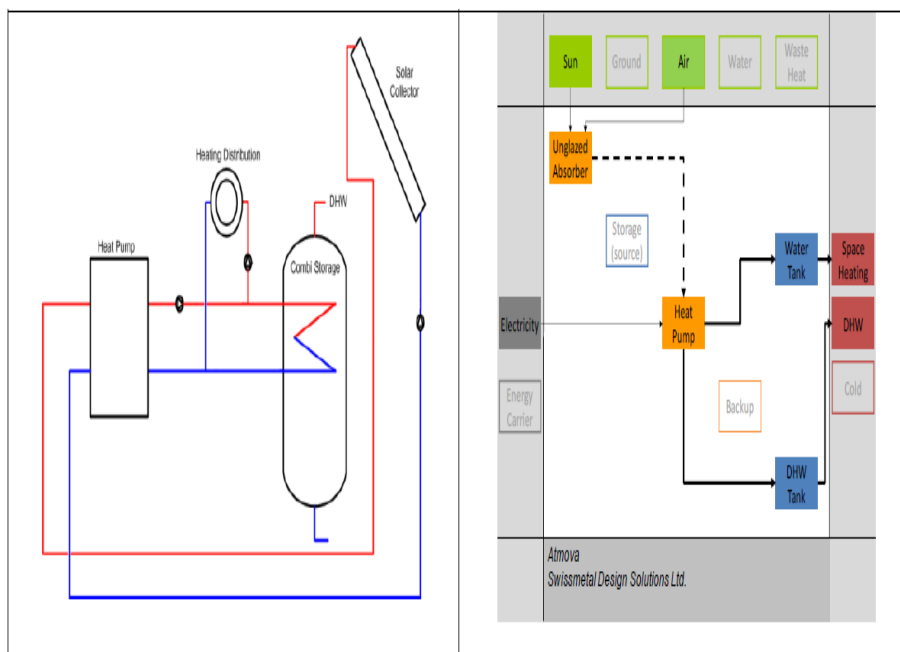 Solar
Collector
Heating Distribution
DHW
Heat Pump
Combi Storage
Sun
Ground
Air
Water
Waste
Heat
Unglazed
Absorber
Storage
(source)
Water
Tank
Space
Heating
Electricity
Heat
Pump
DHW
Energy
Carrier
Backup
Cold
DHW
Tank
Atmova
Swissmetal Design Solutions Ltd.